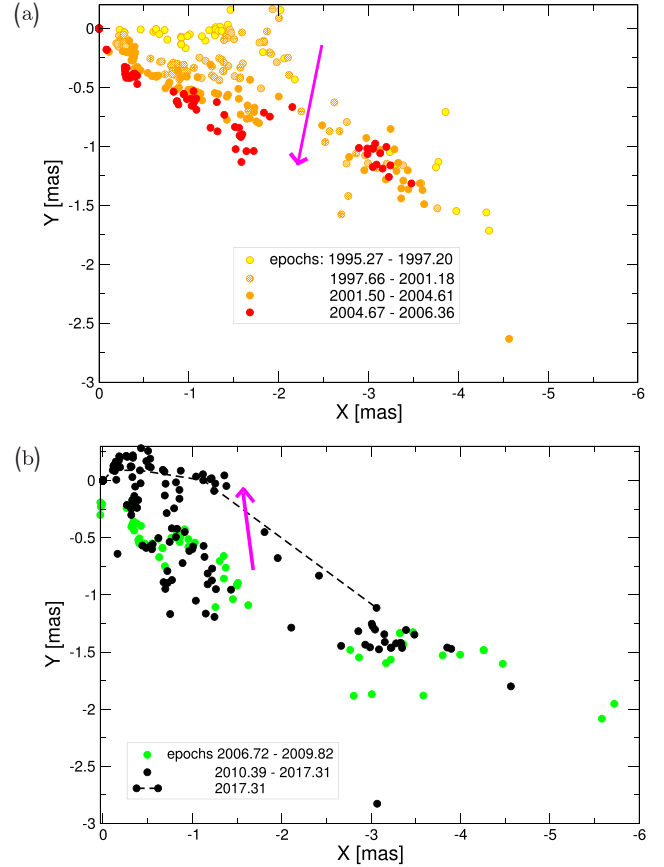 (a)
0
-0.5
-1
-1.5
-2
-2.5
-3
Y [mas]
epochs: 1995.27 - 1997.20
1997.66 - 2001.18
2001.50 - 2004.61
2004.67 - 2006.36
0 -1 -2 -3 -4 -5 -6
X [mas]
(b)
0
-0.5
-1
-1.5
-2
-2.5
-3
Y [mas]
epochs 2006.72 - 2009.82
2010.39 - 2017.31
2017.31
0 -1 -2 -3 -4 -5 -6
X [mas]